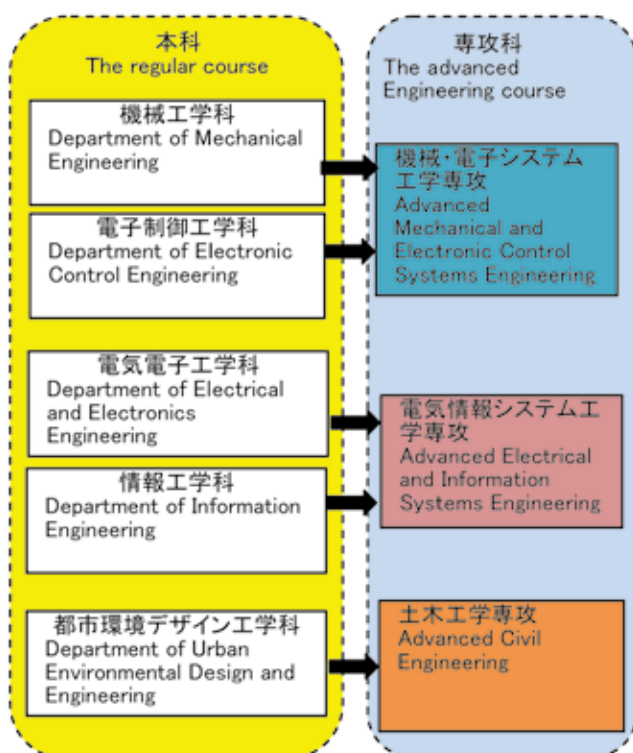 本科
The regular course
機械工学科
Department of Mechanical
Engineering
電子制御工学科
Department of Electronic
Control Engineering
電気電子工学科
Department of Electrical
and Electronics
Engineering
情報工学科
Department of Information
Engineering
都市環境デザイン工学科
Department of Urban
Environmental Design and
Engineering
専攻科
The advanced
Engineering course
機械・電子システム
工学専攻
Advanced
Mechanical and
Electronic Control
Systems Engineering
電気情報システム工
学専攻
Advanced Electrical
and Information
Systems Engineering
土木工学専攻
Advanced Civil
Engineering